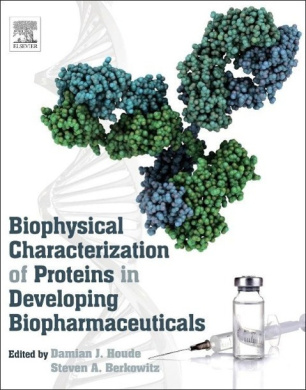 ELSEVIER
Biophysical
Characterization
of Proteins in
Developing
Biopharmaceuticals
Edited by Damian J. Houde
Steven A. Berkowitz